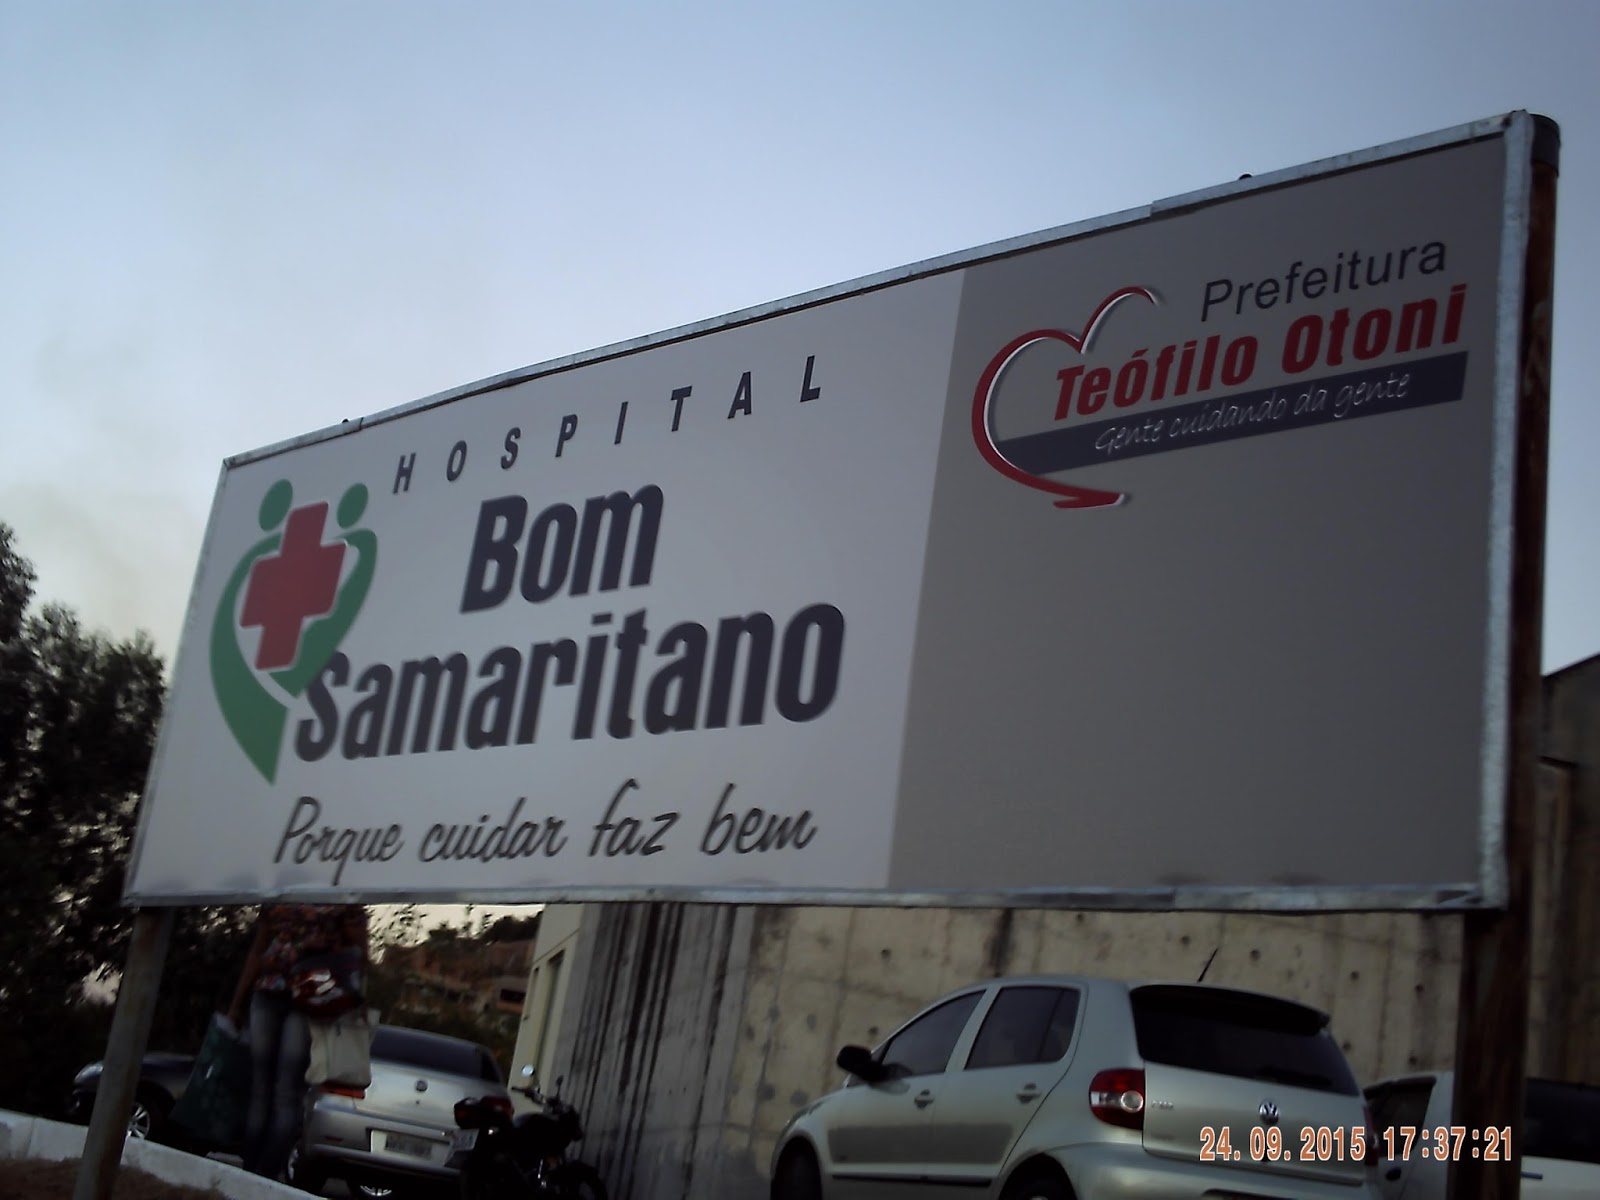 HOSPITAL
Bom
Samaritano
Porque cuidar faz bem
Prefeitura
Teófilo Otoni
Gente cuidando da gente
24.09.2015 17:37:21